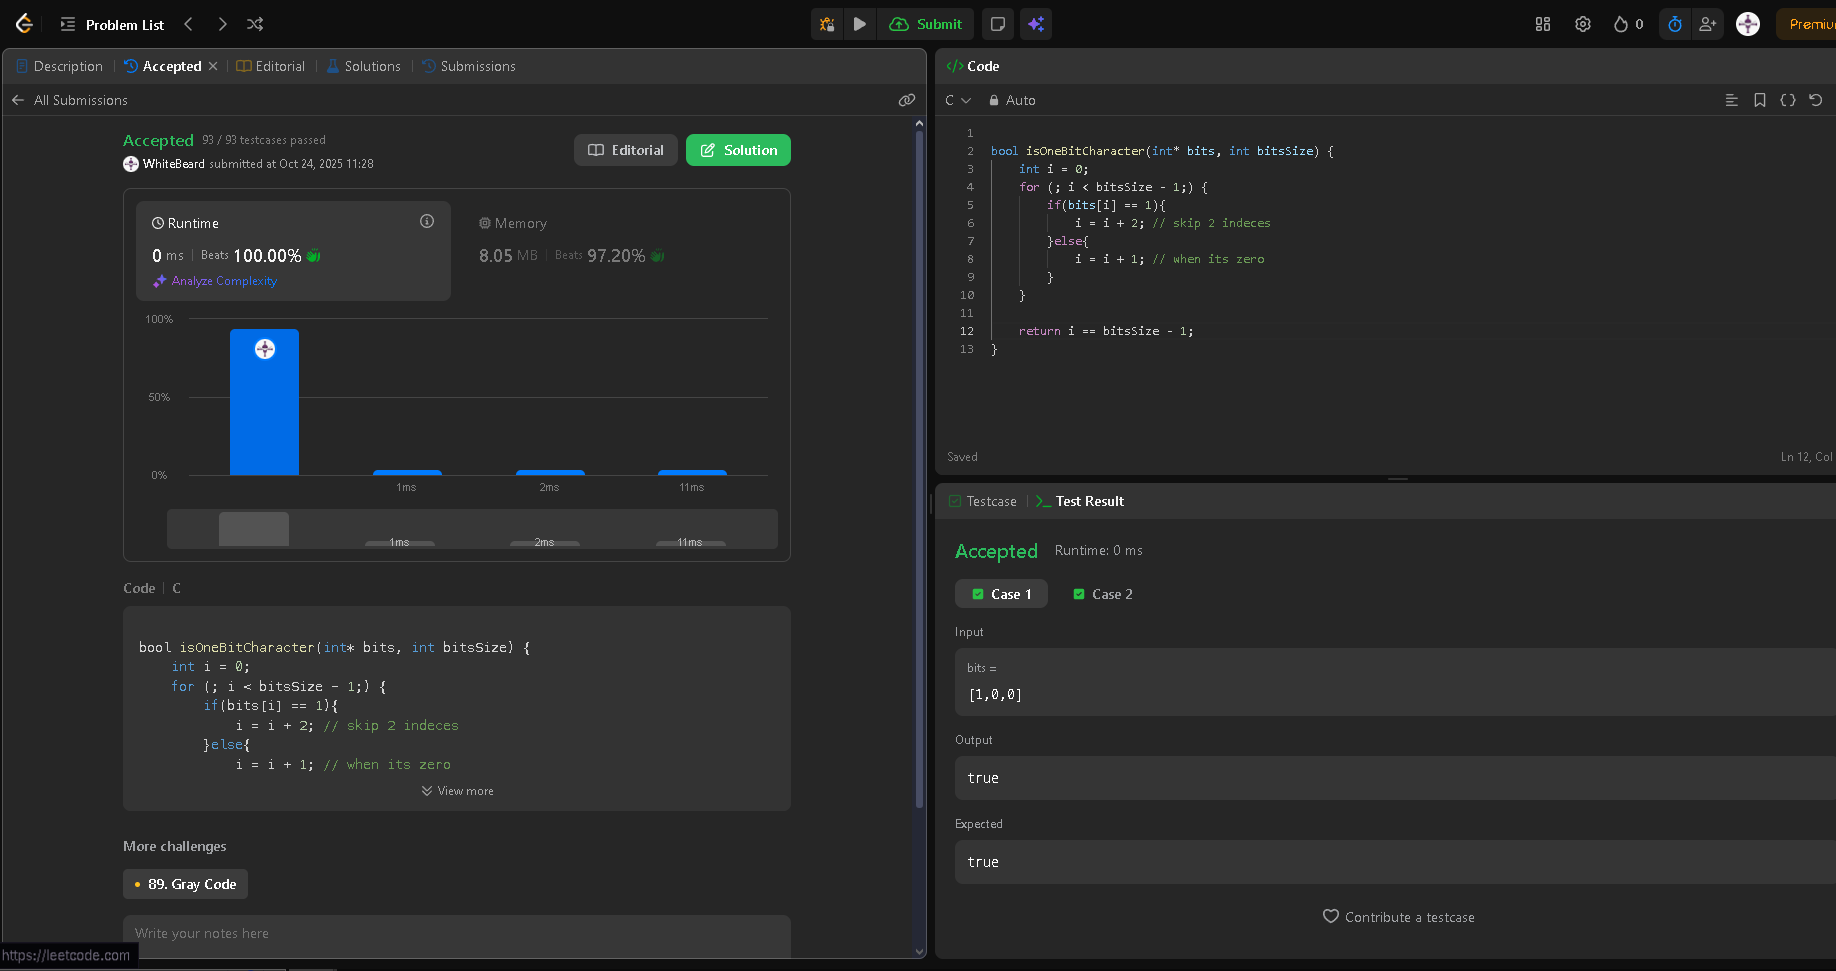 Problem List
Submit
0
Premiu
Description
Accepted
Editorial
Solutions
Submissions
All Submissions
Accepted 93 / 93 testcases passed
WhiteBeard submitted at Oct 24, 2025 11:28
Editorial
Solution
Runtime
0 ms Beats 100.00%
Analyze Complexity
Memory
8.05 MB Beats 97.20%
100%
50%
0%
1ms 2ms 11ms
1ms 2ms 11ms
Code C
bool isOneBitCharacter(int* bits, int bitsSize) {
int i = 0;
for (; i < bitsSize - 1;) {
if(bits[i] == 1){
i = i + 2; // skip 2 indeces
}else{
i = i + 1; // when its zero
View more
More challenges
89. Gray Code
Write your notes here
https://leetcode.com
</> Code
C Auto
1
2 bool isOneBitCharacter(int* bits, int bitsSize) {
3 int i = 0;
4 for (; i < bitsSize - 1;) {
5 if(bits[i] == 1){
6 i = i + 2; // skip 2 indeces
7 }else{
8 i = i + 1; // when its zero
9 }
10 }
11
12 return i == bitsSize - 1;
13 }
Saved
Ln 12, Col
Testcase
Test Result
Accepted Runtime: 0 ms
Case 1
Case 2
Input
bits =
[1,0,0]
Output
true
Expected
true
Contribute a testcase